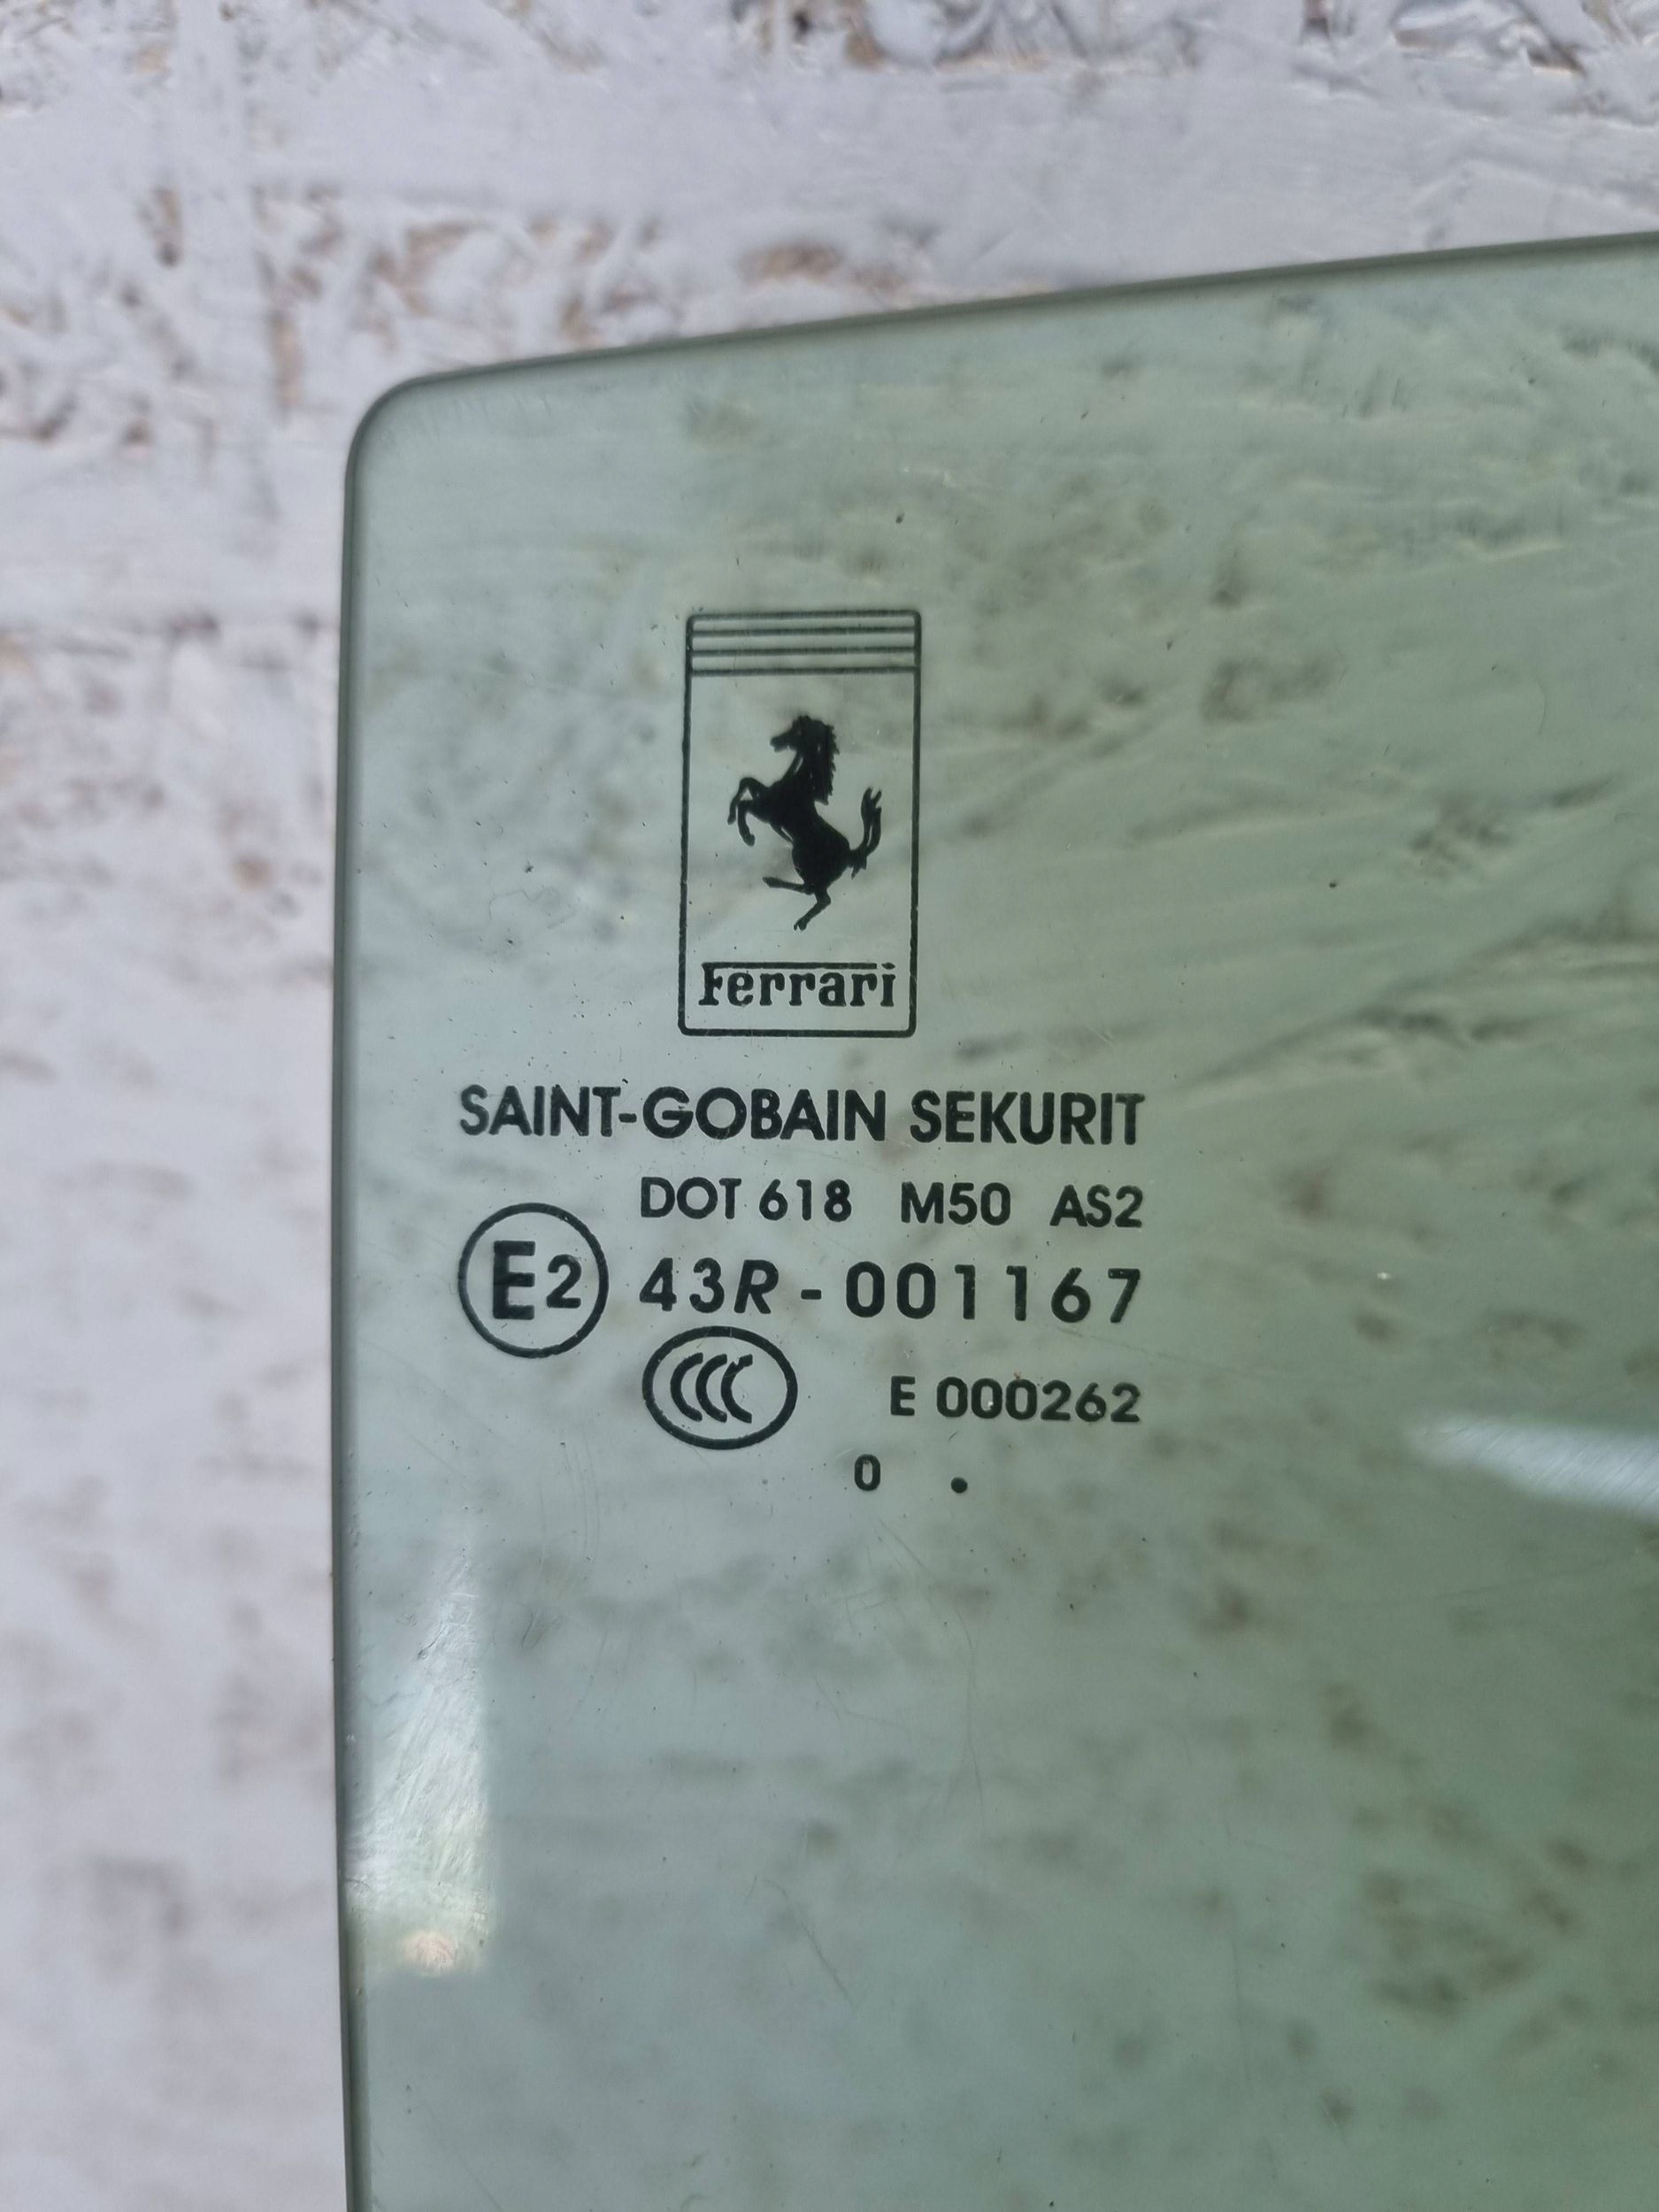 Ferrari
SAINT-GOBAIN SEKURIT
DOT 618 M50 AS2
E2 43R - 001167
CCC E 000262
0 .